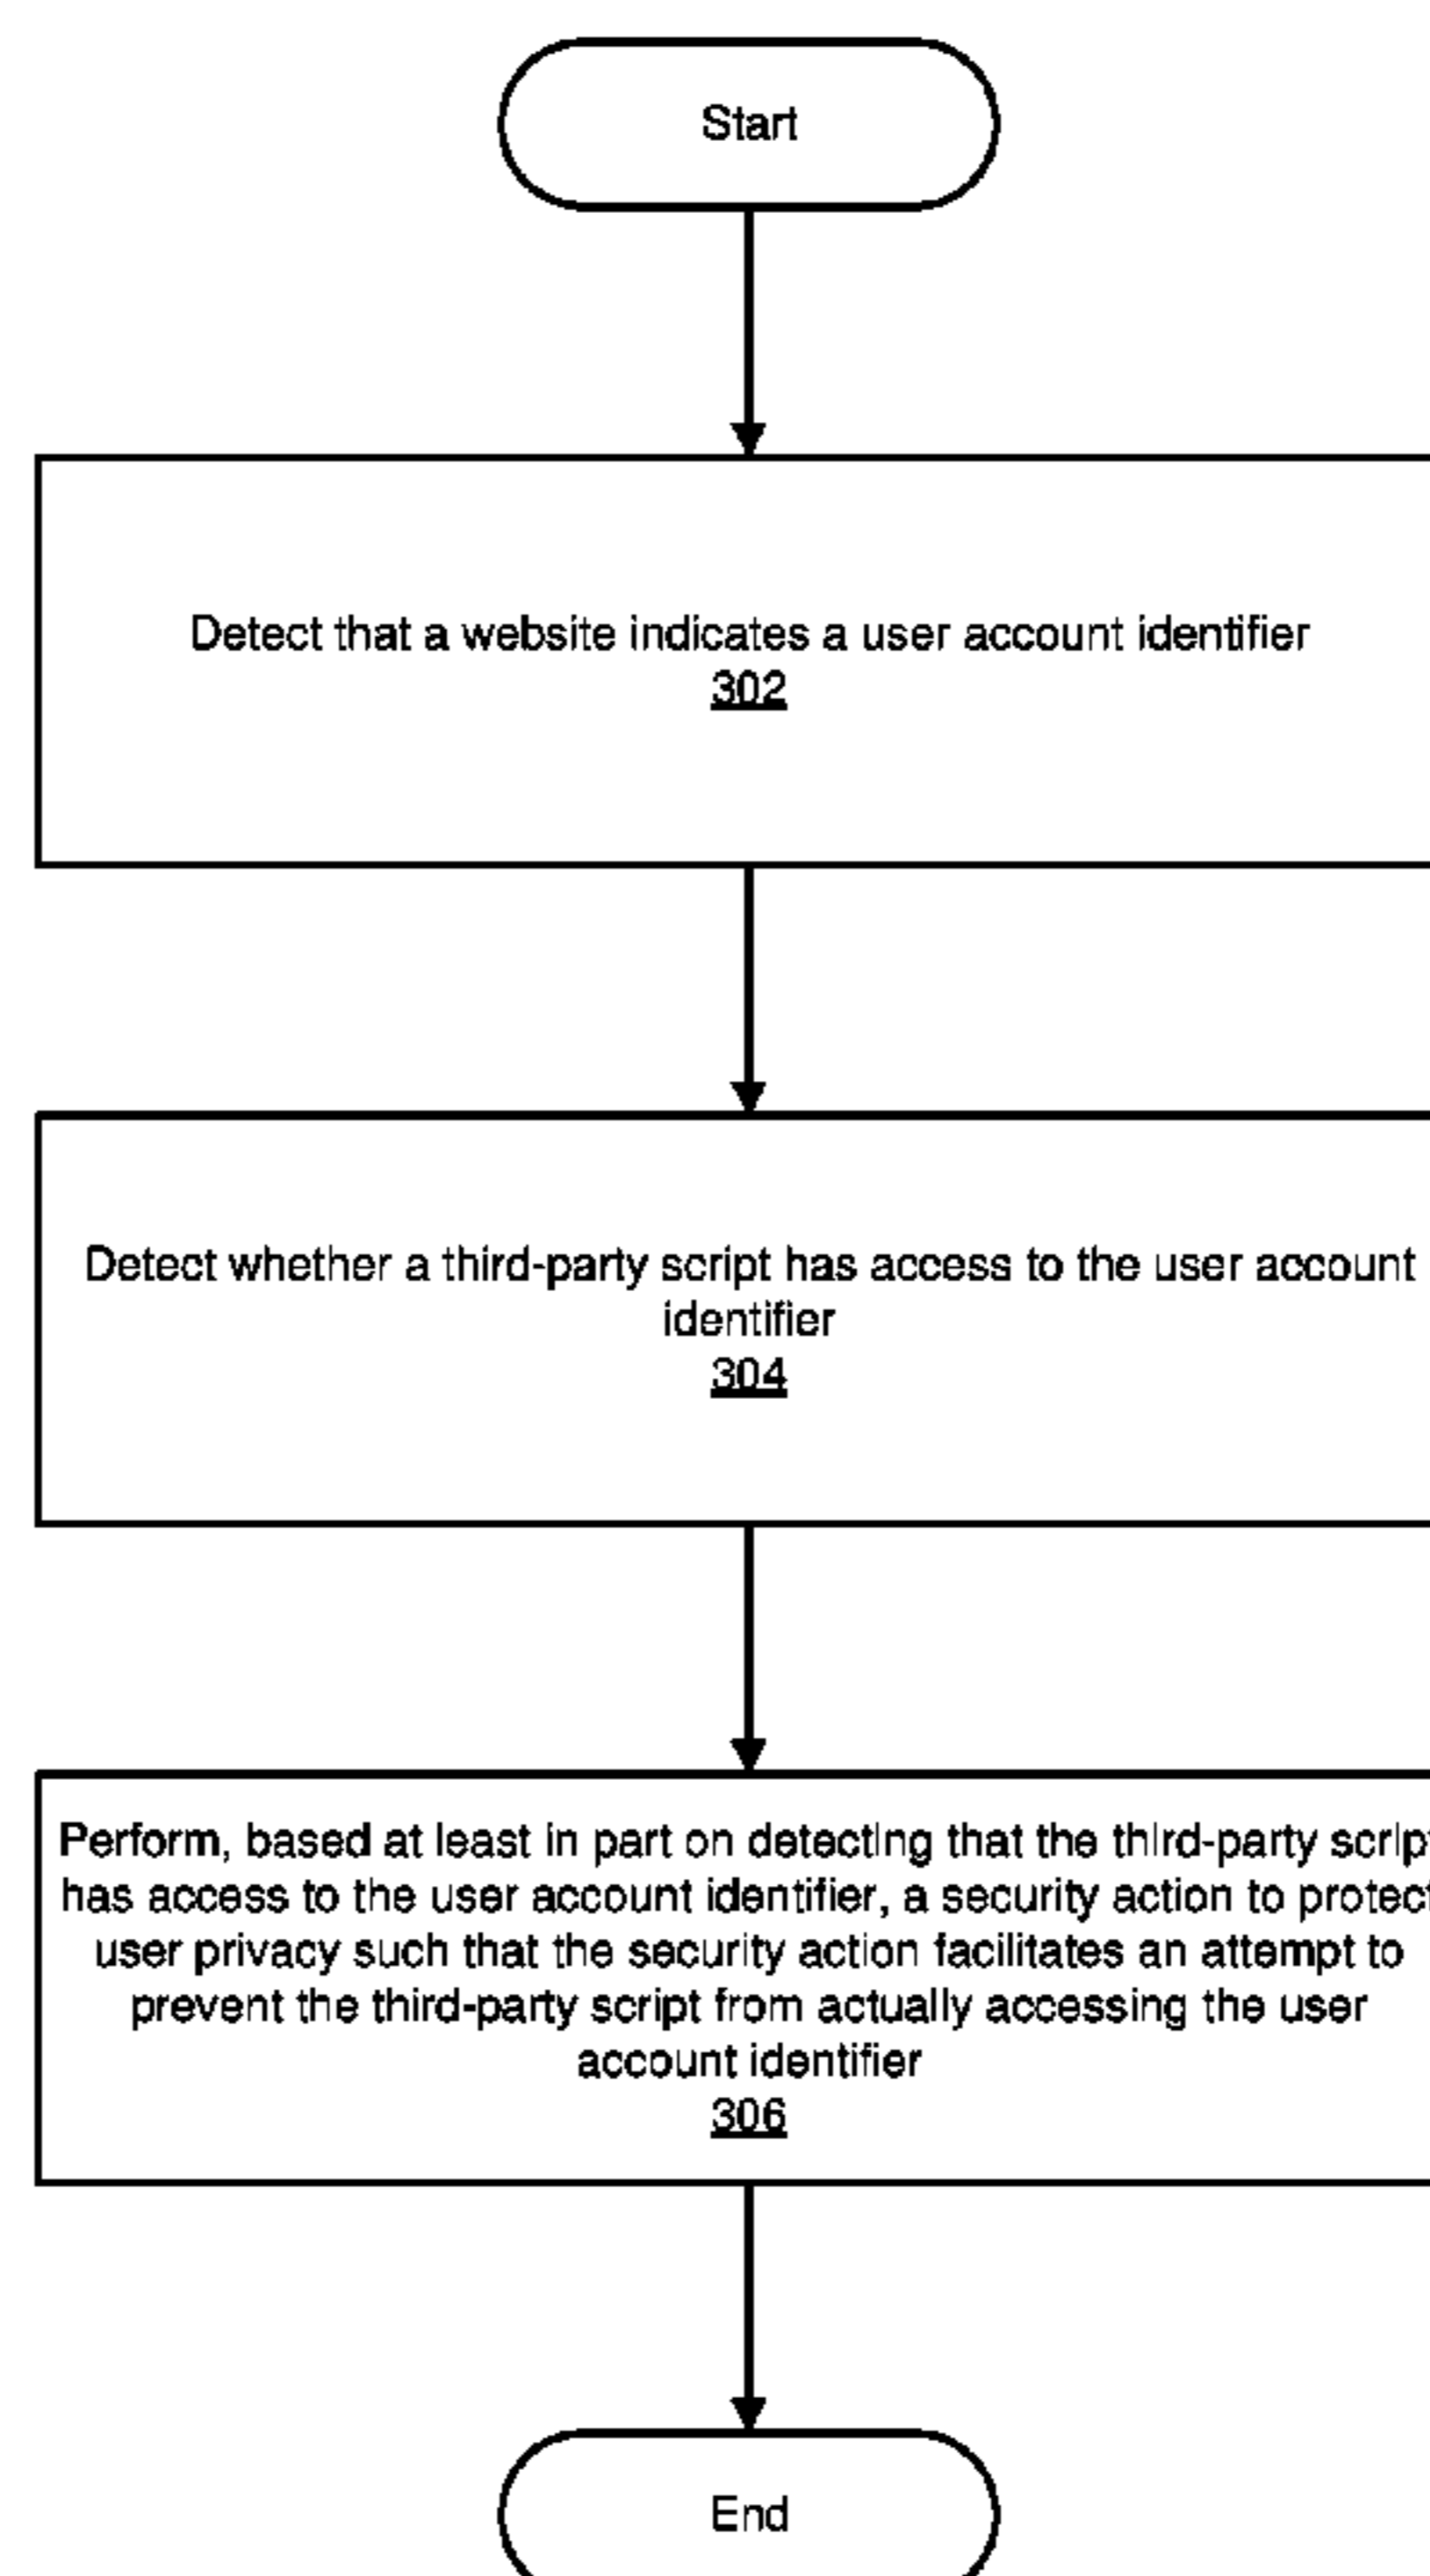 Start
Detect that a website indicates a user account identifier
302
Detect whether a third-party script has access to the user account
identifier
304
Perform, based at least in part on detecting that the third-party script
has access to the user account identifier, a security action to protect
user privacy such that the security action facilitates an attempt to
prevent the third-party script from actually accessing the user
account identifier
306
End